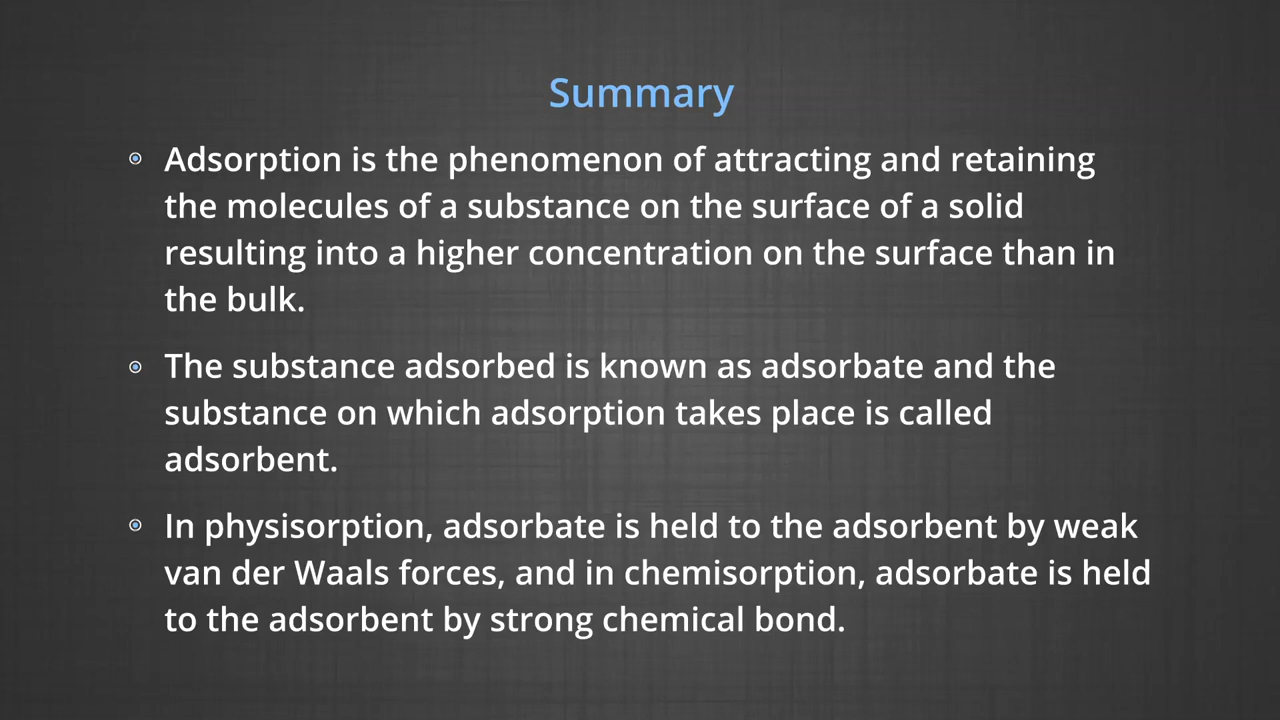 Summary
Adsorption is the phenomenon of attracting and retaining
the molecules of a substance on the surface of a solid
resulting into a higher concentration on the surface than in
the bulk.
The substance adsorbed is known as adsorbate and the
substance on which adsorption takes place is called
adsorbent.
In physisorption, adsorbate is held to the adsorbent by weak
van der Waals forces, and in chemisorption, adsorbate is held
to the adsorbent by strong chemical bond.